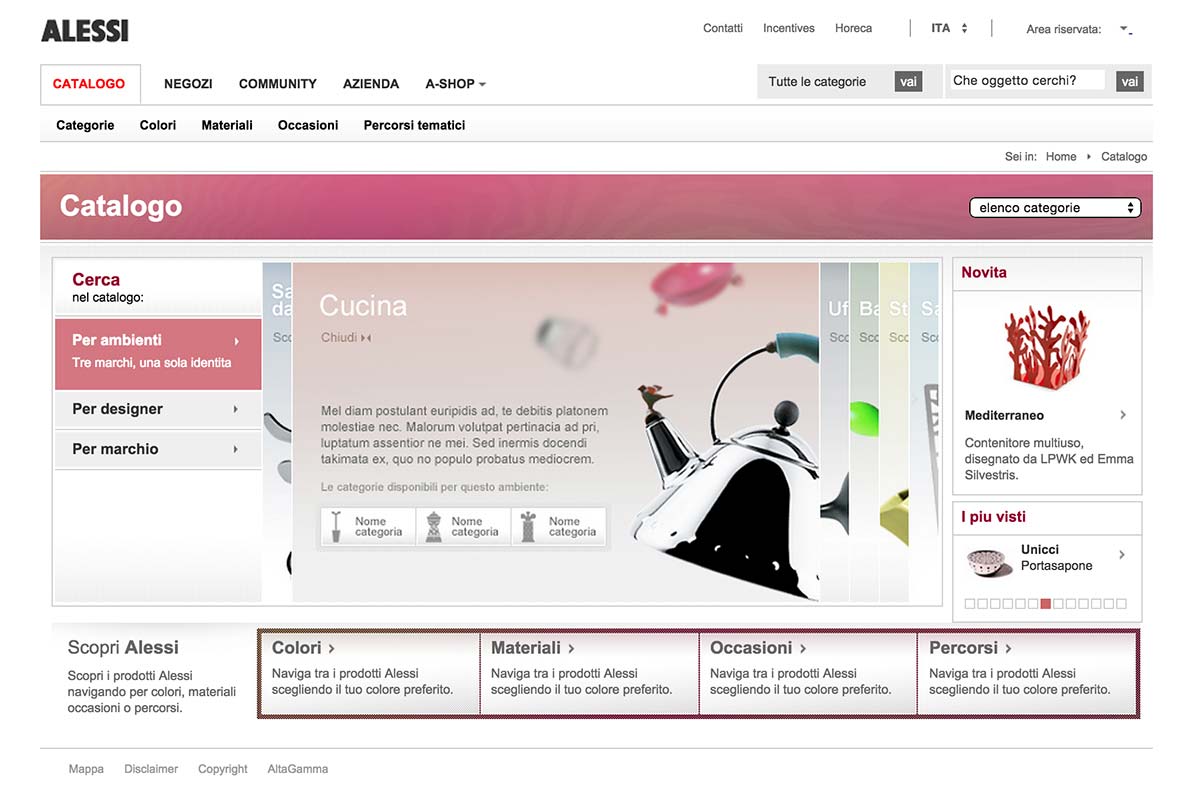 ALESSI
Contatti Incentives Horeca ITA Area riservata:
CATALOGO NEGOZI COMMUNITY AZIENDA A-SHOP
Tutte le categorie vai Che oggetto cerchi? vai
Categorie Colori Materiali Occasioni Percorsi tematici
Sei in: Home Catalogo
Catalogo
elenco categorie
Cerca
nel catalogo:
Per ambienti
Tre marchi, una sola identita
Per designer
Per marchio
Sa
da
Sco
Cucina
Chiudi
Mel diam postulant euripidis ad, te debitis platonem
molestiae nec. Malorum volutpat pertinacia ad pri,
luptatum assentior ne mei. Sed inermis docendi
takimata ex, quo no populo probatus mediocrem.
Le categorie disponibili per questo ambiente:
Nome
categoria
Nome
categoria
Nome
categoria
Uf
Sco
Ba
Sco
St
Sco
Sa
Sco
Novita
Mediterraneo
Contenitore multiuso,
disegnato da LPWK ed Emma
Silvestris.
I piu visti
Unicci
Portasapone
Scopri Alessi
Scopri i prodotti Alessi
navigando per colori, materiali
occasioni o percorsi.
Colori
Naviga tra i prodotti Alessi
scegliendo il tuo colore preferito.
Materiali
Naviga tra i prodotti Alessi
scegliendo il tuo colore preferito.
Occasioni
Naviga tra i prodotti Alessi
scegliendo il tuo colore preferito.
Percorsi
Naviga tra i prodotti Alessi
scegliendo il tuo colore preferito.
Mappa Disclaimer Copyright AltaGamma